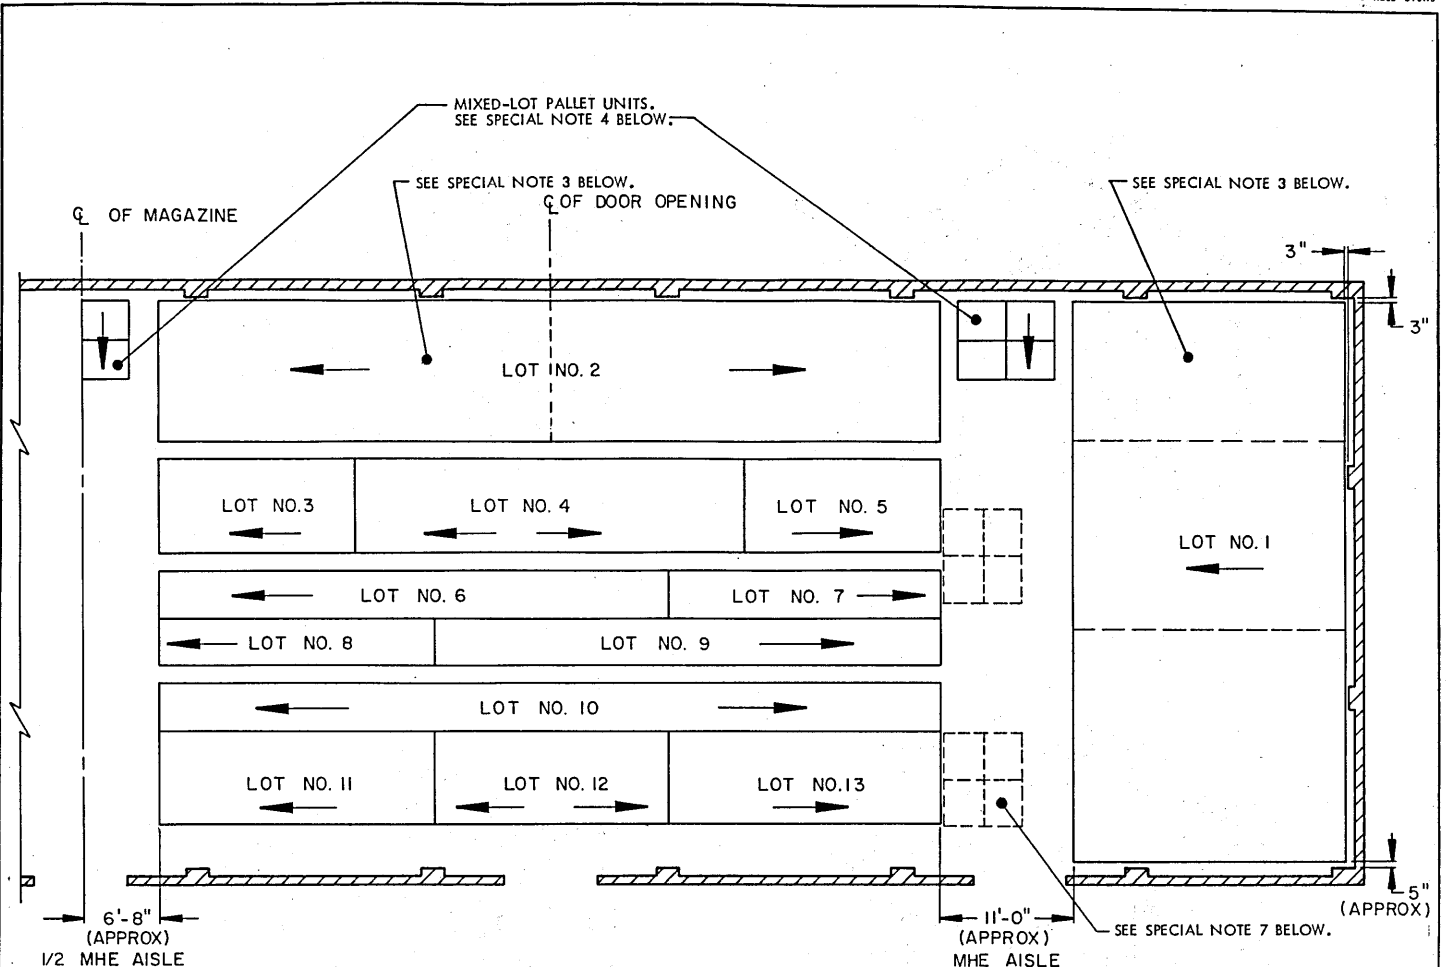 MIXED-LOT PALLET UNITS.
SEE SPECIAL NOTE 4 BELOW.
SEE SPECIAL NOTE 3 BELOW.
SEE SPECIAL NOTE 3 BELOW.
℄ OF MAGAZINE
℄ OF DOOR OPENING
3"
3"
LOT NO. 2
LOT NO. 3
LOT NO. 4
LOT NO. 5
LOT NO. 1
LOT NO. 6
LOT NO. 7
LOT NO. 8
LOT NO. 9
LOT NO. 10
LOT NO. 11
LOT NO. 12
LOT NO. 13
5"
(APPROX)
6'-8"
(APPROX)
1/2 MHE AISLE
11'-0"
(APPROX)
MHE AISLE
SEE SPECIAL NOTE 7 BELOW.